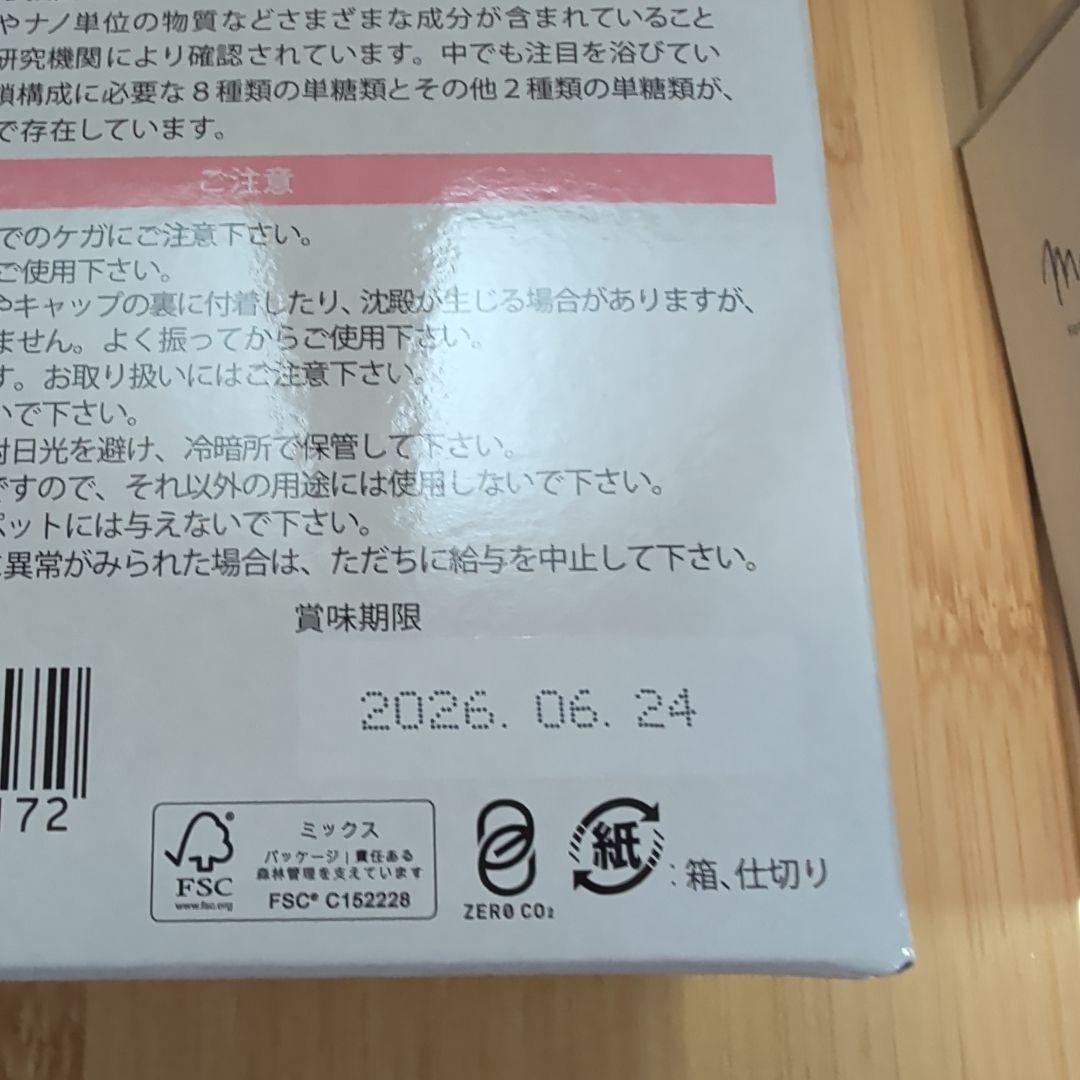 やナノ単位の物質などさまざまな成分が含まれていること
研究機関により確認されています。中でも注目を浴びてい
鎖構成に必要な8種類の単糖類とその他2種類の単糖類が、
で存在しています。
ご注意
でのケガにご注意下さい。
ご使用下さい。
やキャップの裏に付着したり、沈殿が生じる場合がありますが、
ません。よく振ってからご使用下さい。
す。お取り扱いにはご注意下さい。
いで下さい。
射日光を避け、冷暗所で保管して下さい。
ですので、それ以外の用途には使用しないで下さい。
ペットには与えないで下さい。
異常がみられた場合は、ただちに給与を中止して下さい。
賞味期限
2026. 06. 24
172
FSC®
www.fsc.org
ミックス
パッケージ | 責任ある
森林管理を支えています
FSC® C152228
ZERO CO₂
紙
:箱、仕切り